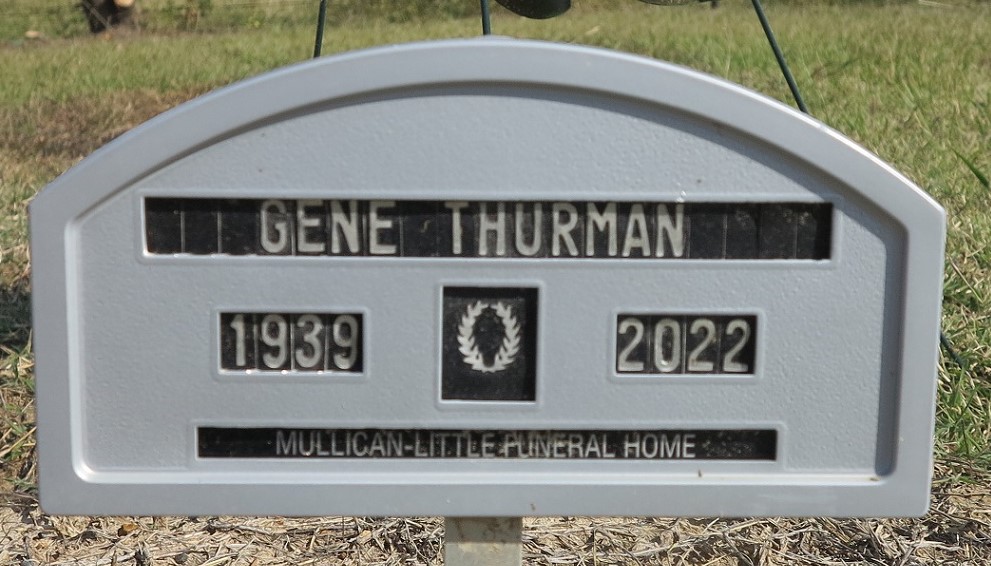 GENE THURMAN
1939 2022
MULLICAN-LITTLE FUNERAL HOME